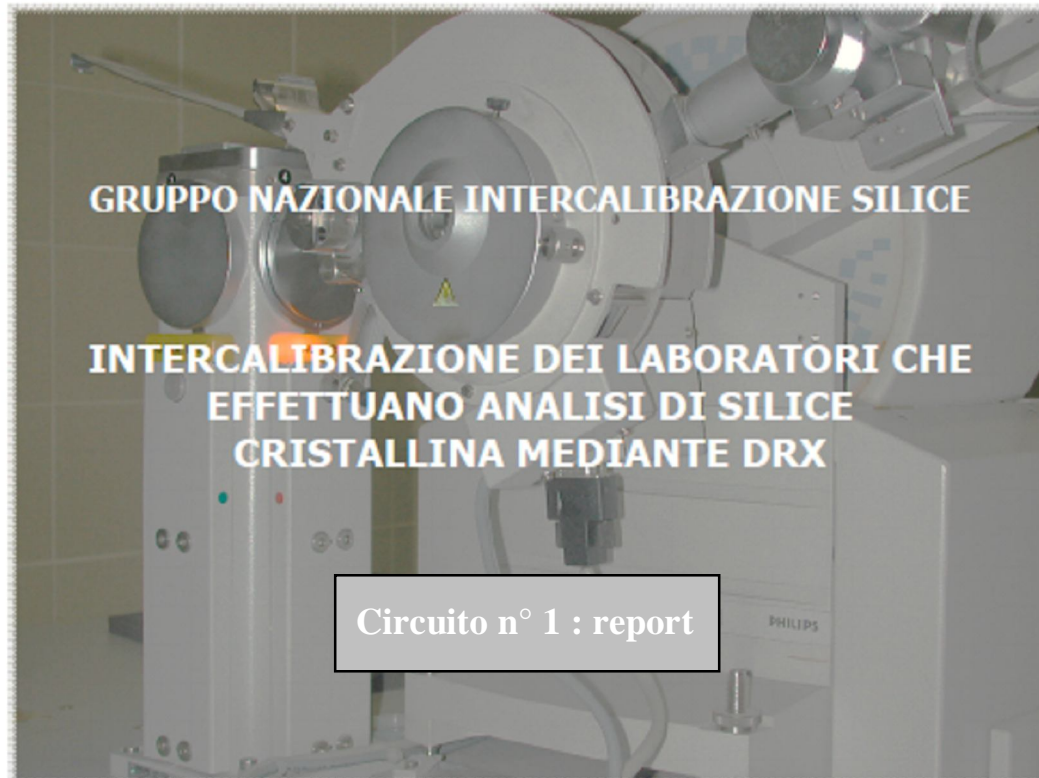 GRUPPO NAZIONALE INTERCALIBRAZIONE SILICE
INTERCALIBRAZIONE DEI LABORATORI CHE
EFFETTUANO ANALISI DI SILICE
CRISTALLINA MEDIANTE DRX
Circuito n° 1 : report
PHILIPS